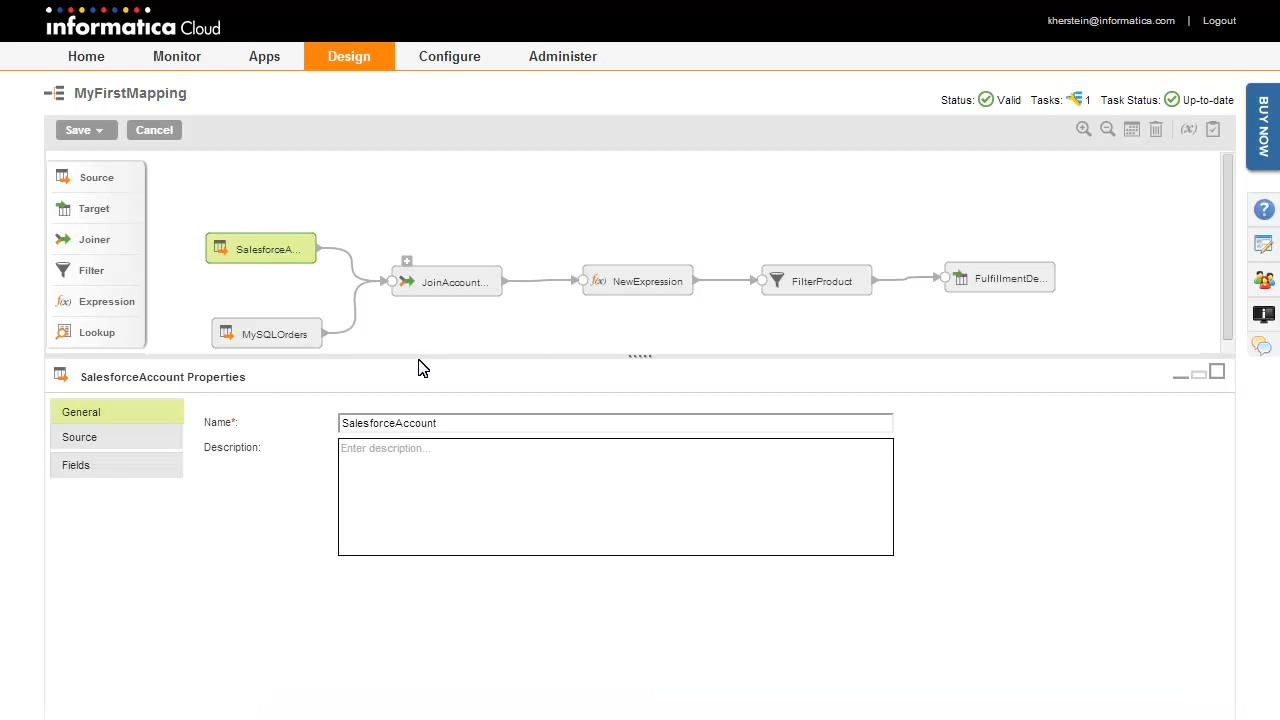 informatica Cloud
kherstein@informatica.com | Logout
Home Monitor Apps Design Configure Administer
MyFirstMapping
Status: Valid Tasks: 1 Task Status: Up-to-date
BUY NOW
Save Cancel
(x)
Source
Target
Joiner
Filter
f(x) Expression
Lookup
SalesforceA...
JoinAccount...
f(x) NewExpression
FilterProduct
FulfillmentDe...
MySQLOrders
SalesforceAccount Properties
General
Source
Fields
Name*: SalesforceAccount
Description: Enter description...